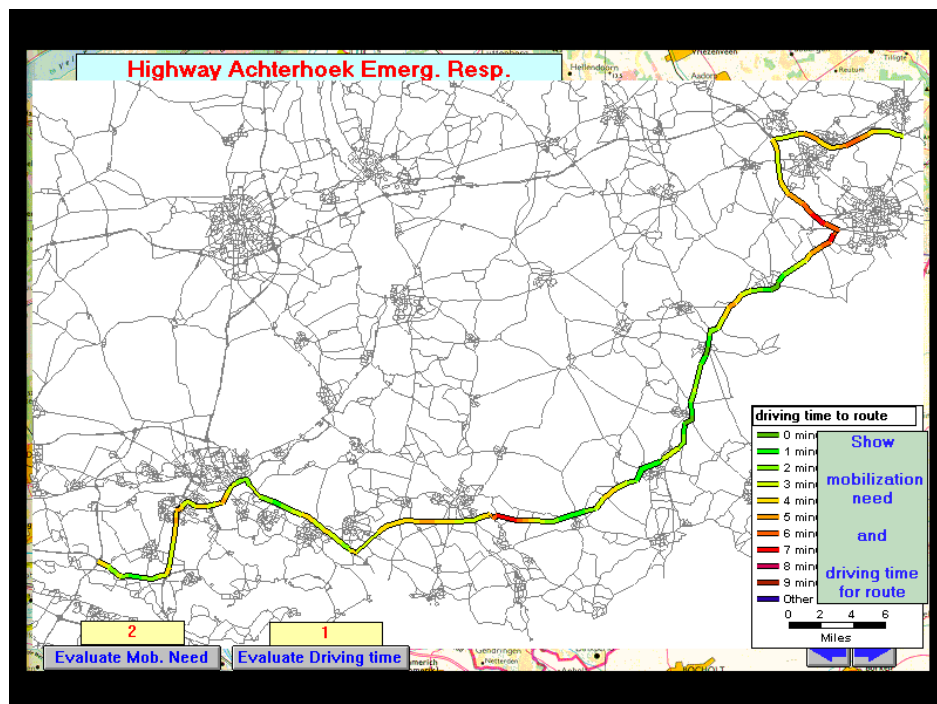 Highway Achterhoek Emerg. Resp.
Hellendoorn
13.5
Vriezenveen
Aadorp
Reutum
Tilligte
driving time to route
0 min
1 min
2 min
3 min
4 min
5 min
6 min
7 min
8 min
9 min
Other
0 2 4 6
Miles
Show
mobilization
need
and
driving time
for route
2
1
Evaluate Mob. Need
Evaluate Driving time
Gendringen
Netterden
BOCHOLT